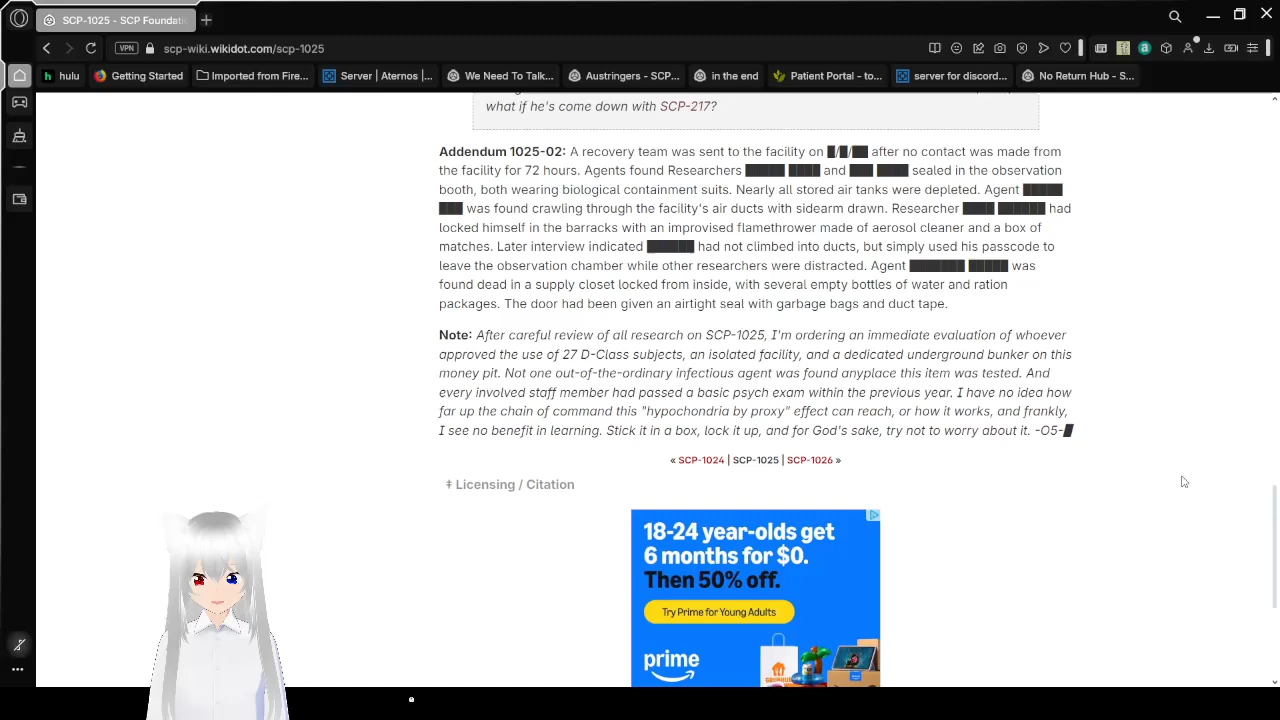 SCP-1025 - SCP Foundati
VPN
scp-wiki.wikidot.com/scp-1025
hulu
Getting Started
Imported from Fire...
Server | Aternos |...
We Need To Talk...
Austringers - SCP...
in the end
Patient Portal - to...
server for discord...
No Return Hub - S...
what if he's come down with SCP-217?
Addendum 1025-02: A recovery team was sent to the facility on █/█/██ after no contact was made from
the facility for 72 hours. Agents found Researchers █████ ████ and ███ ████ sealed in the observation
booth, both wearing biological containment suits. Nearly all stored air tanks were depleted. Agent █████
███ was found crawling through the facility's air ducts with sidearm drawn. Researcher ████ ██████ had
locked himself in the barracks with an improvised flamethrower made of aerosol cleaner and a box of
matches. Later interview indicated ██████ had not climbed into ducts, but simply used his passcode to
leave the observation chamber while other researchers were distracted. Agent ███████ █████ was
found dead in a supply closet locked from inside, with several empty bottles of water and ration
packages. The door had been given an airtight seal with garbage bags and duct tape.
Note: After careful review of all research on SCP-1025, I'm ordering an immediate evaluation of whoever
approved the use of 27 D-Class subjects, an isolated facility, and a dedicated underground bunker on this
money pit. Not one out-of-the-ordinary infectious agent was found anyplace this item was tested. And
every involved staff member had passed a basic psych exam within the previous year. I have no idea how
far up the chain of command this "hypochondria by proxy" effect can reach, or how it works, and frankly,
I see no benefit in learning. Stick it in a box, lock it up, and for God's sake, try not to worry about it. -O5-█
« SCP-1024 | SCP-1025 | SCP-1026 »
‡ Licensing / Citation
18-24 year-olds get
6 months for $0.
Then 50% off.
Try Prime for Young Adults
prime